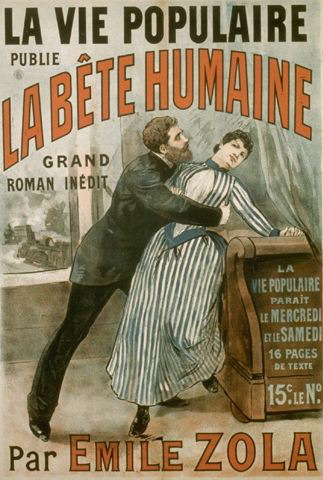 LA VIE POPULAIRE
PUBLIE
LA BÊTE HUMAINE
GRAND
ROMAN INÉDIT
LA
VIE POPULAIRE
PARAIT
LE MERCREDI
ET LE SAMEDI
16 PAGES
DE TEXTE
15c. LE No.
Par EMILE ZOLA